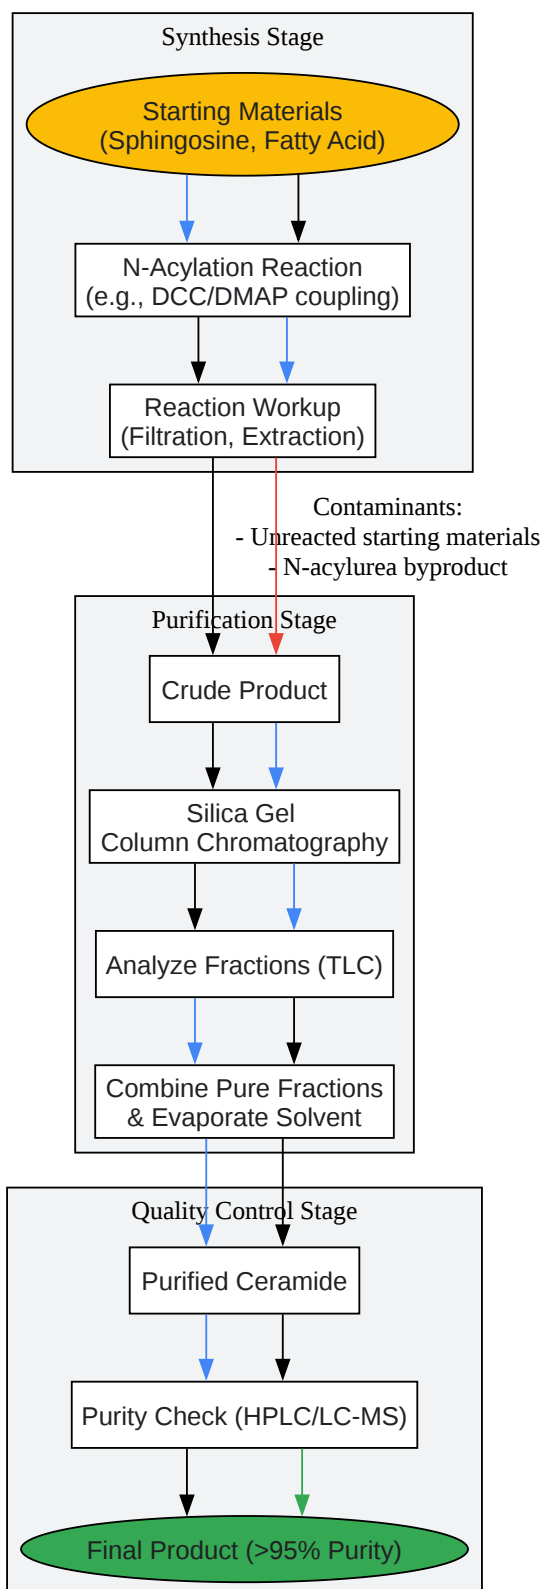 Synthesis Stage
Starting Materials
(Sphingosine, Fatty Acid)
N-Acylation Reaction
(e.g., DCC/DMAP coupling)
Reaction Workup
(Filtration, Extraction)
Contaminants:
- Unreacted starting materials
- N-acylurea byproduct
Purification Stage
Crude Product
Silica Gel
Column Chromatography
Analyze Fractions (TLC)
Combine Pure Fractions
& Evaporate Solvent
Quality Control Stage
Purified Ceramide
Purity Check (HPLC/LC-MS)
Final Product (>95% Purity)